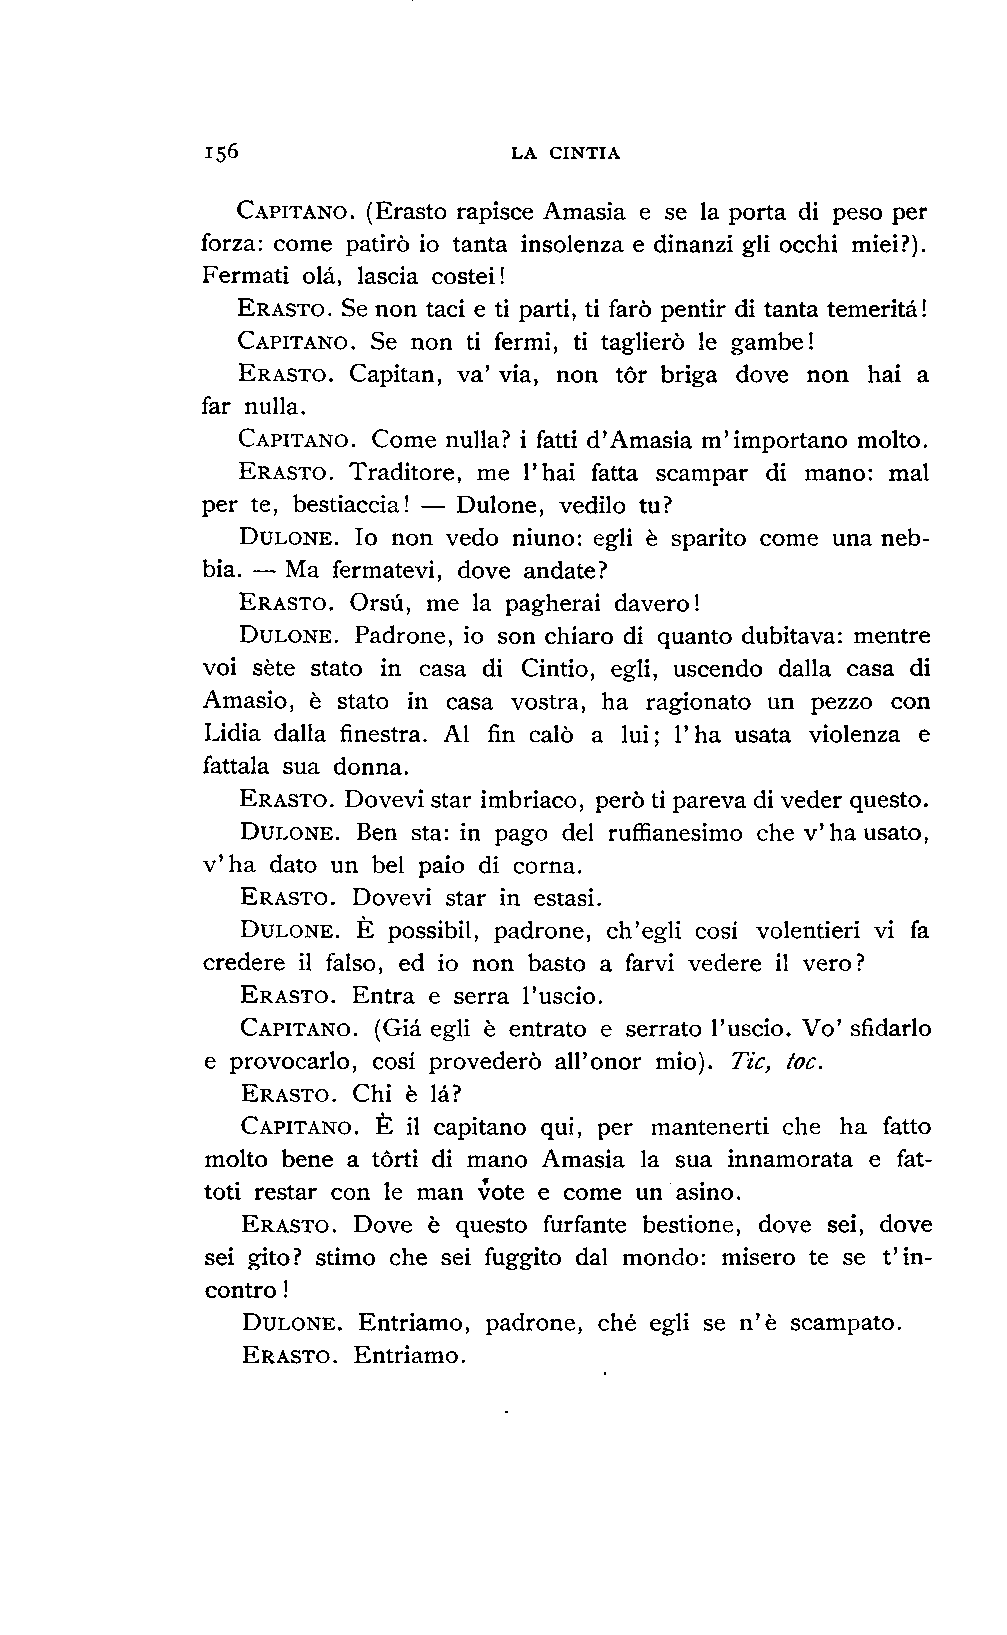 156 LA CINTIA
CAPITANO. (Erasto rapisce Amasia e se la porta di peso per
forza: come patirò io tanta insolenza e dinanzi gli occhi miei?).
Fermati olá, lascia costei!
ERASTO. Se non taci e ti parti, ti farò pentir di tanta temeritá!
CAPITANO. Se non ti fermi, ti taglierò le gambe!
ERASTO. Capitan, va' via, non tôr briga dove non hai a
far nulla.
CAPITANO. Come nulla? i fatti d'Amasia m'importano molto.
ERASTO. Traditore, me l'hai fatta scampar di mano: mal
per te, bestiaccia! — Dulone, vedilo tu?
DULONE. Io non vedo niuno: egli è sparito come una neb-
bia. — Ma fermatevi, dove andate?
ERASTO. Orsú, me la pagherai davero!
DULONE. Padrone, io son chiaro di quanto dubitava: mentre
voi sète stato in casa di Cintio, egli, uscendo dalla casa di
Amasio, è stato in casa vostra, ha ragionato un pezzo con
Lidia dalla finestra. Al fin calò a lui; l'ha usata violenza e
fattala sua donna.
ERASTO. Dovevi star imbriaco, però ti pareva di veder questo.
DULONE. Ben sta: in pago del ruffianesimo che v'ha usato,
v'ha dato un bel paio di corna.
ERASTO. Dovevi star in estasi.
DULONE. È possibil, padrone, ch'egli cosí volentieri vi fa
credere il falso, ed io non basto a farvi vedere il vero?
ERASTO. Entra e serra l'uscio.
CAPITANO. (Giá egli è entrato e serrato l'uscio. Vo' sfidarlo
e provocarlo, cosí provederò all'onor mio). Tic, toc.
ERASTO. Chi è lá?
CAPITANO. È il capitano qui, per mantenerti che ha fatto
molto bene a tôrti di mano Amasia la sua innamorata e fat-
toti restar con le man vote e come un asino.
ERASTO. Dove è questo furfante bestione, dove sei, dove
sei gito? stimo che sei fuggito dal mondo: misero te se t'in-
contro!
DULONE. Entriamo, padrone, ché egli se n'è scampato.
ERASTO. Entriamo.